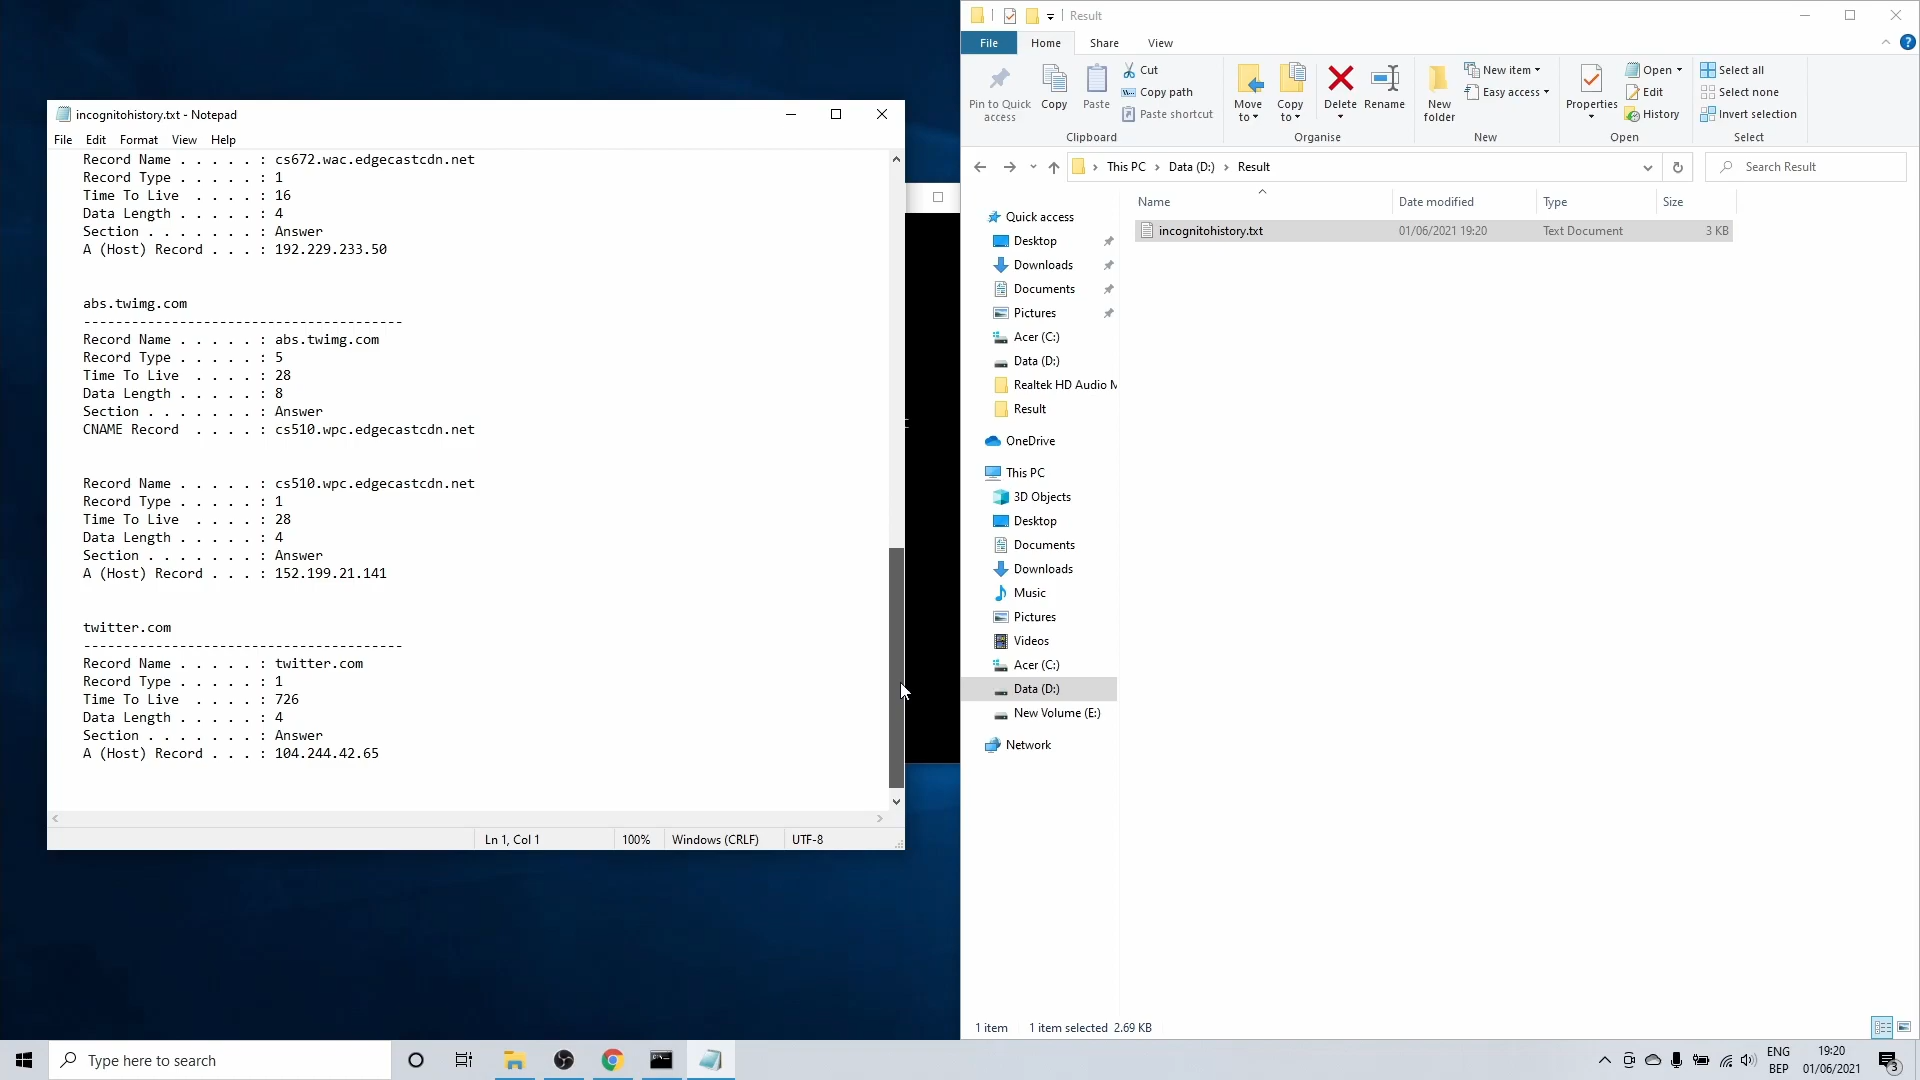 incognitohistory.txt - Notepad
File Edit Format View Help
Record Name . . . . . : cs672.wac.edgecastcdn.net
Record Type . . . . . : 1
Time To Live  . . . . : 16
Data Length . . . . . : 4
Section . . . . . . . : Answer
A (Host) Record . . . : 192.229.233.50
abs.twimg.com
----------------------------------------
Record Name . . . . . : abs.twimg.com
Record Type . . . . . : 5
Time To Live  . . . . : 28
Data Length . . . . . : 8
Section . . . . . . . : Answer
CNAME Record  . . . . : cs510.wpc.edgecastcdn.net
Record Name . . . . . : cs510.wpc.edgecastcdn.net
Record Type . . . . . : 1
Time To Live  . . . . : 28
Data Length . . . . . : 4
Section . . . . . . . : Answer
A (Host) Record . . . : 152.199.21.141
twitter.com
----------------------------------------
Record Name . . . . . : twitter.com
Record Type . . . . . : 1
Time To Live  . . . . : 726
Data Length . . . . . : 4
Section . . . . . . . : Answer
A (Host) Record . . . : 104.244.42.65
Ln 1, Col 1 100% Windows (CRLF) UTF-8
Result
File Home Share View
Pin to Quick access
Copy
Paste
Cut
Copy path
Paste shortcut
Clipboard
Move to
Copy to
Delete
Rename
Organise
New folder
New item
Easy access
New
Properties
Open
Edit
History
Open
Select all
Select none
Invert selection
Select
This PC > Data (D:) > Result
Search Result
Name Date modified Type Size
incognitohistory.txt 01/06/2021 19:20 Text Document 3 KB
Quick access
Desktop
Downloads
Documents
Pictures
Acer (C:)
Data (D:)
Realtek HD Audio M
Result
OneDrive
This PC
3D Objects
Desktop
Documents
Downloads
Music
Pictures
Videos
Acer (C:)
Data (D:)
New Volume (E:)
Network
1 item 1 item selected 2.69 KB
Type here to search
ENG
BEP
19:20
01/06/2021
3